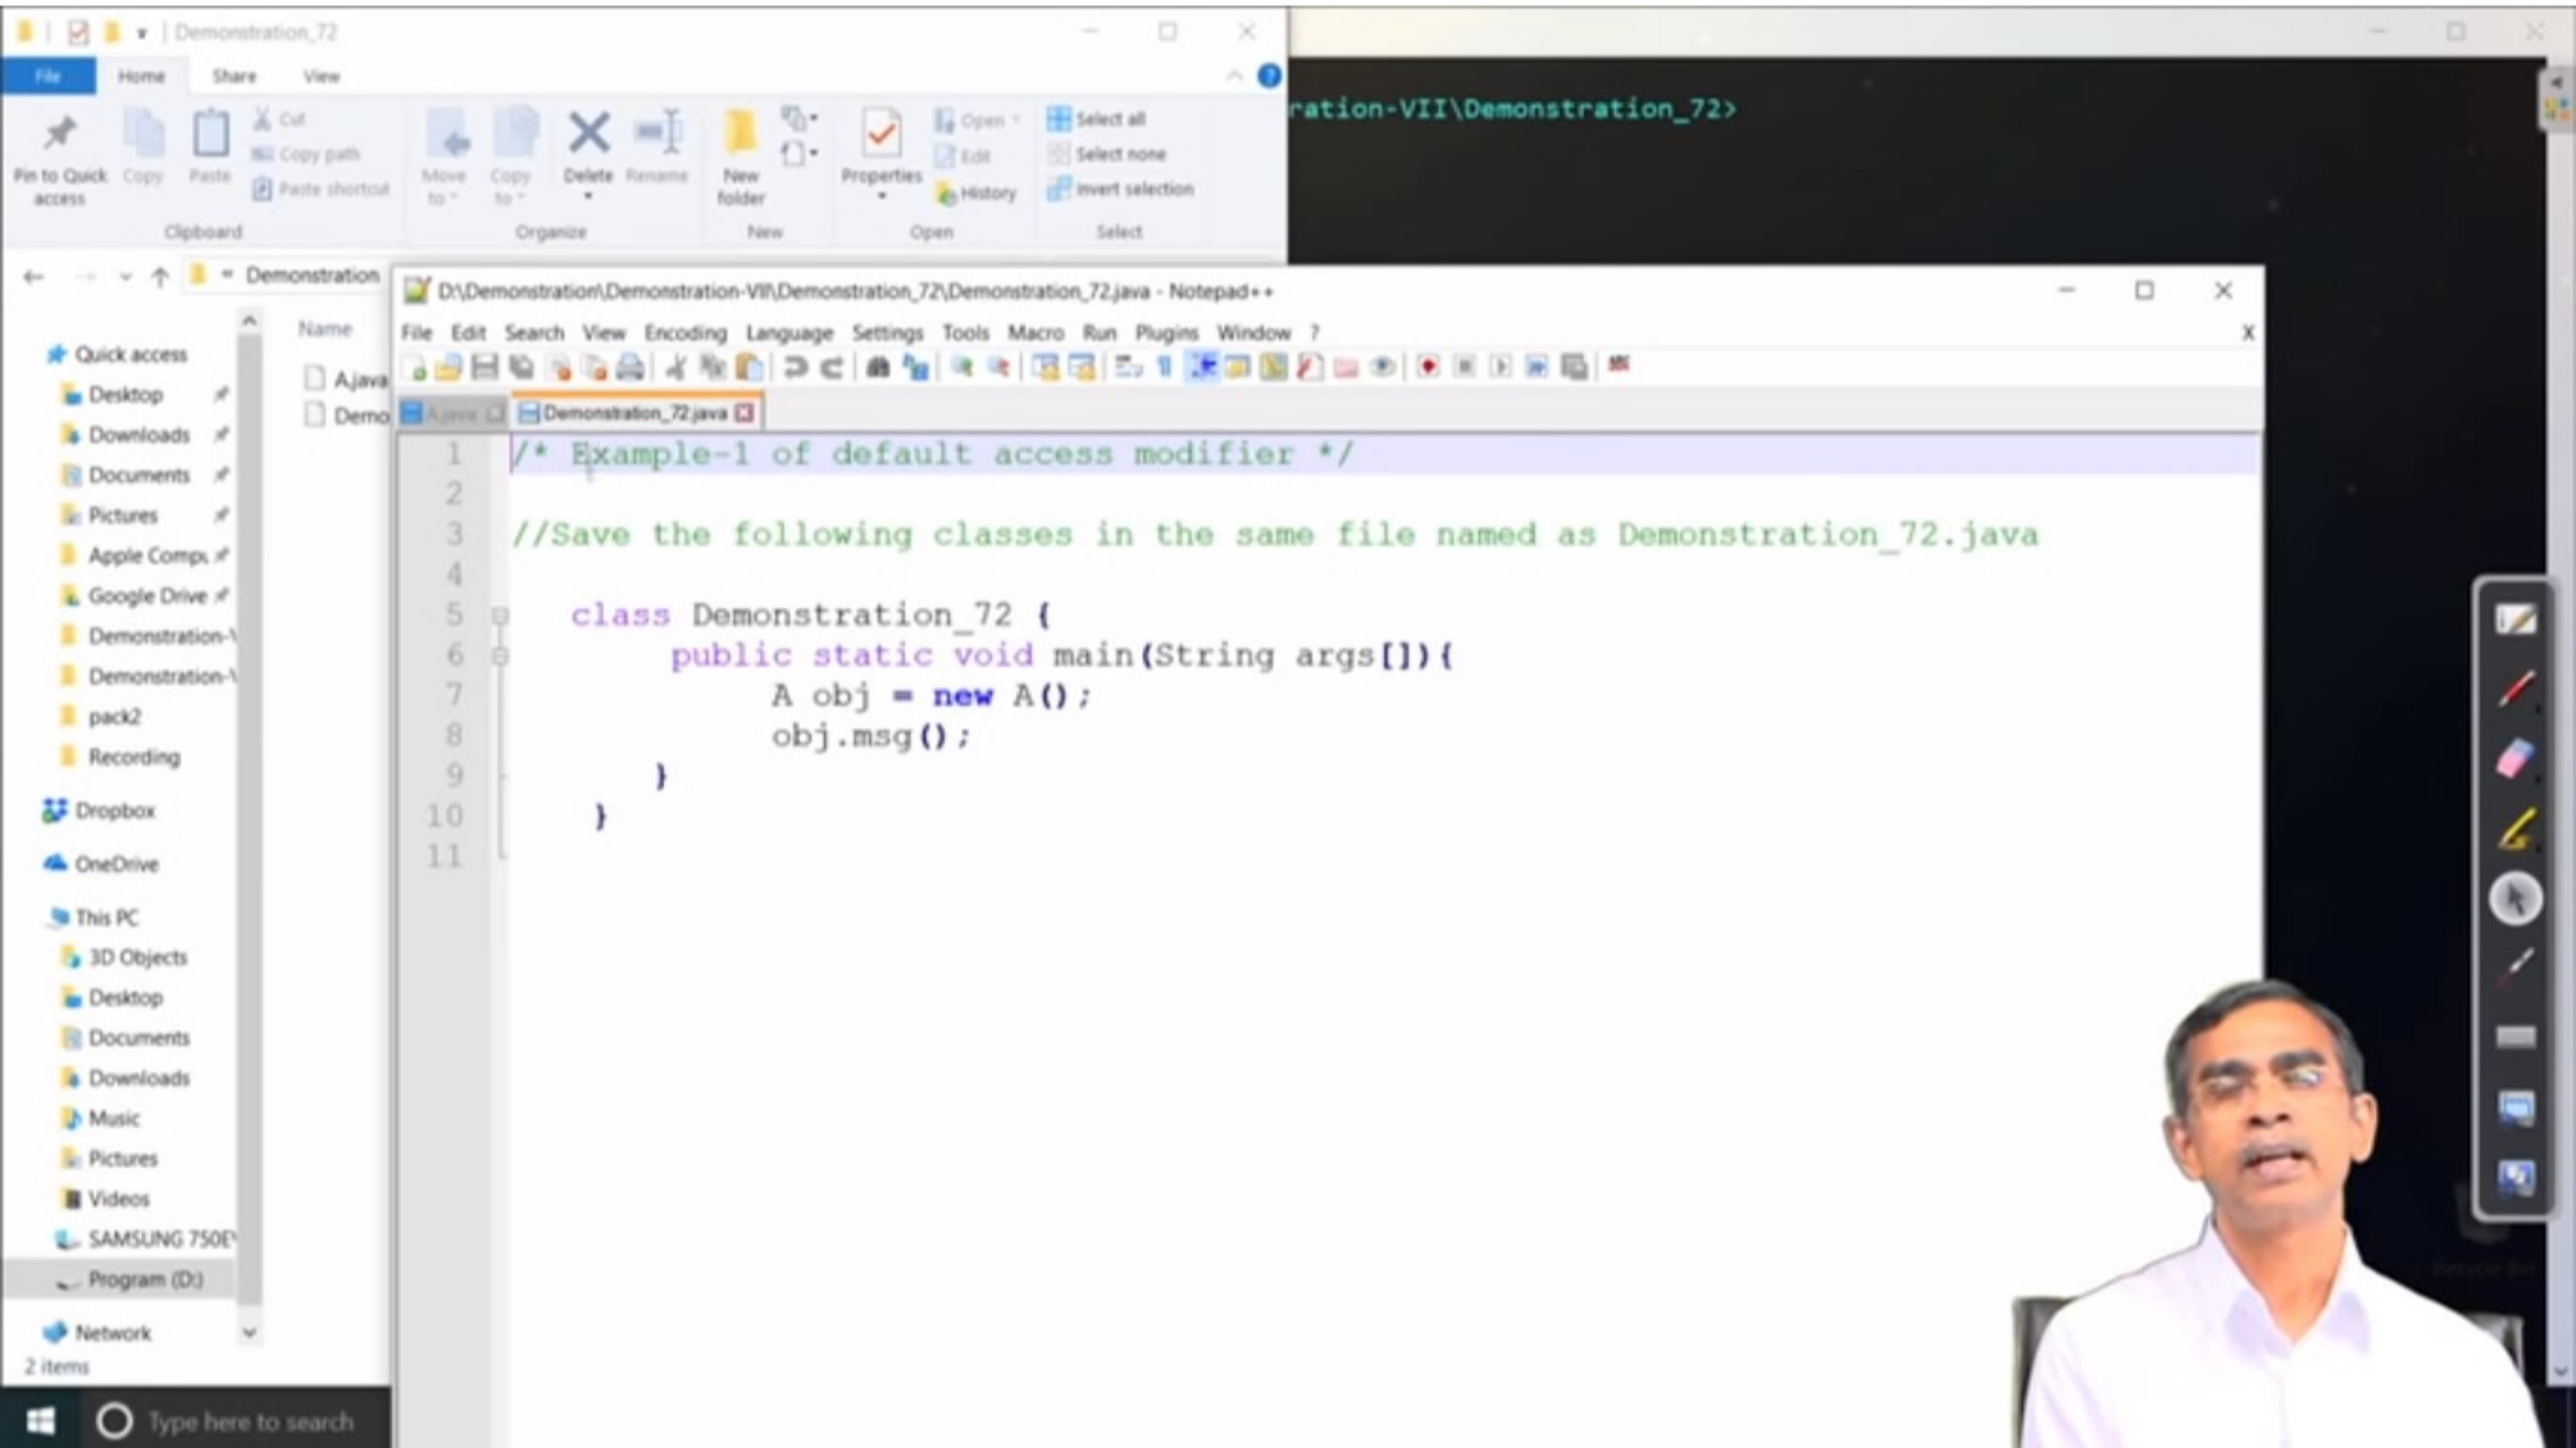 Demonstration_72
File Home Share View
Pin to Quick access
Copy
Paste
Cut
Copy path
Paste shortcut
Clipboard
Move to
Copy to
Delete
Rename
Organize
New folder
New
Properties
Open
Edit
History
Open
Select all
Select none
Invert selection
Select
ration-VII\Demonstration_72>
« Demonstration
Name
A.java
Demo
Quick access
Desktop
Downloads
Documents
Pictures
Apple Compu
Google Drive
Demonstration-V
Demonstration-V
pack2
Recording
Dropbox
OneDrive
This PC
3D Objects
Desktop
Documents
Downloads
Music
Pictures
Videos
SAMSUNG 750EV
Program (D:)
Network
2 items
Type here to search
D:\Demonstration\Demonstration-VII\Demonstration_72\Demonstration_72.java - Notepad++
File Edit Search View Encoding Language Settings Tools Macro Run Plugins Window ? X
A.java Demonstration_72.java
1 /* Example-1 of default access modifier */
2
3 //Save the following classes in the same file named as Demonstration_72.java
4
5 class Demonstration_72 {
6 public static void main(String args[]){
7 A obj = new A();
8 obj.msg();
9 }
10 }
11